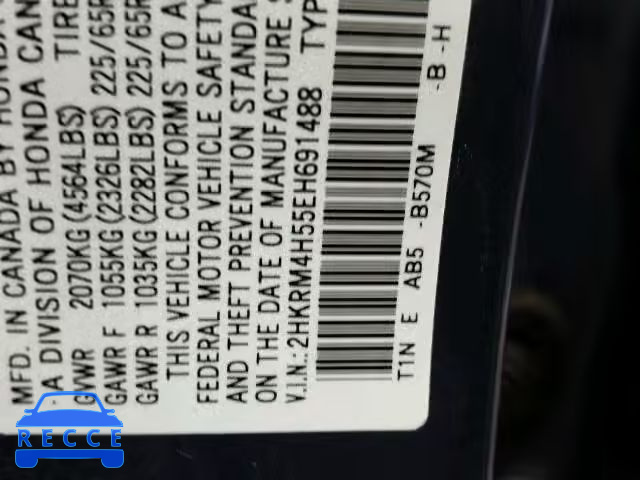 MFD. IN CANADA BY HONDA
A DIVISION OF HONDA CAN
GVWR 2070KG (4564LBS) TIRE
GAWR F 1055KG (2326LBS) 225/65R
GAWR R 1035KG (2282LBS) 225/65R
THIS VEHICLE CONFORMS TO A
FEDERAL MOTOR VEHICLE SAFETY
AND THEFT PREVENTION STANDA
ON THE DATE OF MANUFACTURE S
V.I.N.: 2HKRM4H55EH691488 TYP
T1N E AB5 -B570M -B -H
RECCE